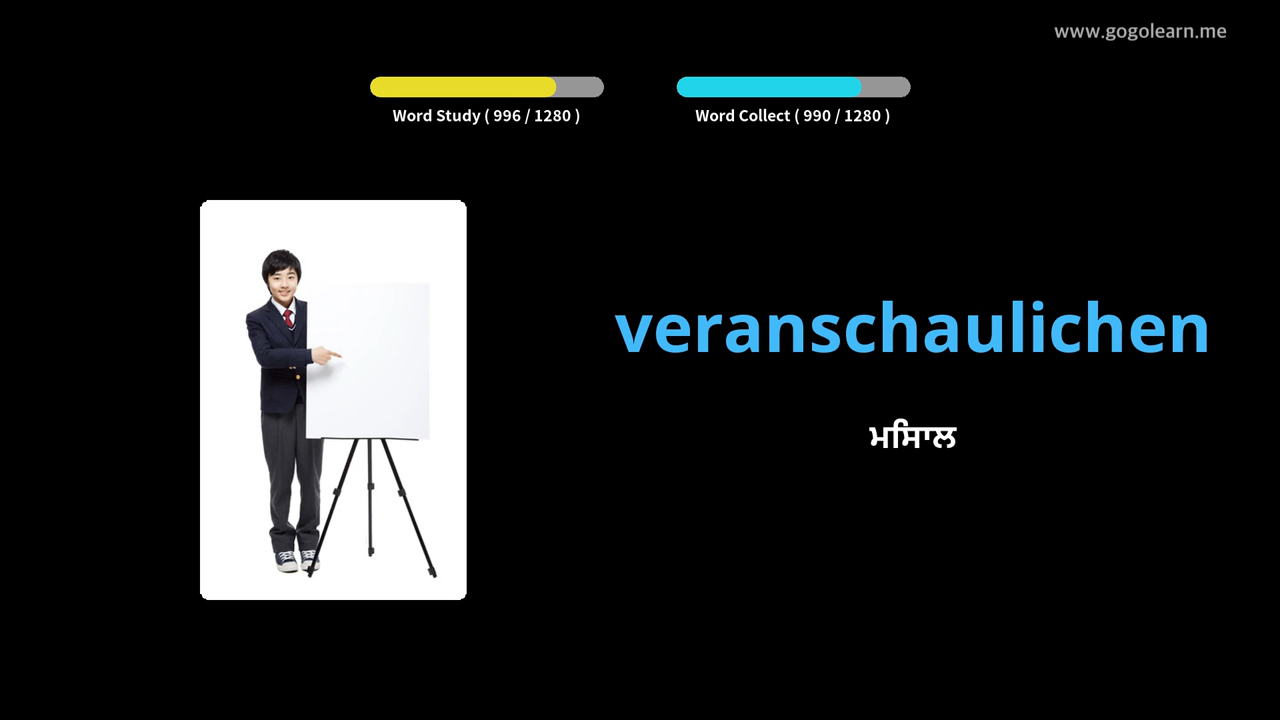 www.gogolearn.me
Word Study ( 996 / 1280 )
Word Collect ( 990 / 1280 )
veranschaulichen
ਮਿਸਾਲ